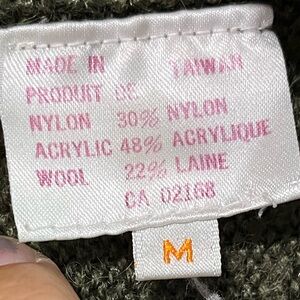 MADE IN TAIWAN
PRODUIT DE
NYLON 30% NYLON
ACRYLIC 48% ACRYLIQUE
WOOL 22% LAINE
CA 02168
M